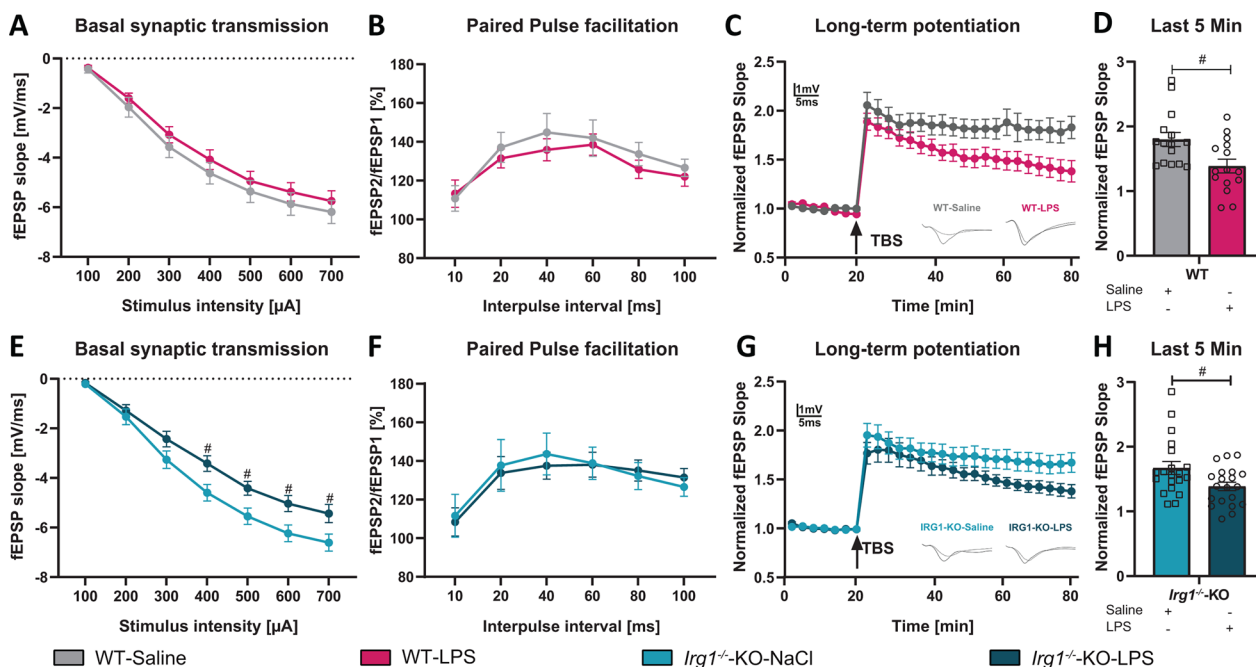 A Basal synaptic transmission
fEPSP slope [mV/ms]
0
-2
-4
-6
-8
100 200 300 400 500 600 700
Stimulus intensity [µA]
B Paired Pulse facilitation
fEPSP2/fEPSP1 [%]
180
160
140
120
100
80
10 20 40 60 80 100
Interpulse interval [ms]
C Long-term potentiation
Normalized fEPSP Slope
2.5
2.0
1.5
1.0
0.5
1mV
5ms
WT-Saline WT-LPS
TBS
0 20 40 60 80
Time [min]
D Last 5 Min
Normalized fEPSP Slope
3
2
1
0
#
WT
Saline + -
LPS - +
E Basal synaptic transmission
fEPSP slope [mV/ms]
0
-2
-4
-6
-8
# # # #
100 200 300 400 500 600 700
Stimulus intensity [µA]
F Paired Pulse facilitation
fEPSP2/fEPSP1 [%]
180
160
140
120
100
80
10 20 40 60 80 100
Interpulse interval [ms]
G Long-term potentiation
Normalized fEPSP Slope
2.5
2.0
1.5
1.0
0.5
1mV
5ms
IRG1-KO-Saline IRG1-KO-LPS
TBS
0 20 40 60 80
Time [min]
H Last 5 Min
Normalized fEPSP Slope
3
2
1
0
#
Irg1-/--KO
Saline + -
LPS - +
WT-Saline WT-LPS Irg1-/--KO-NaCl Irg1-/--KO-LPS